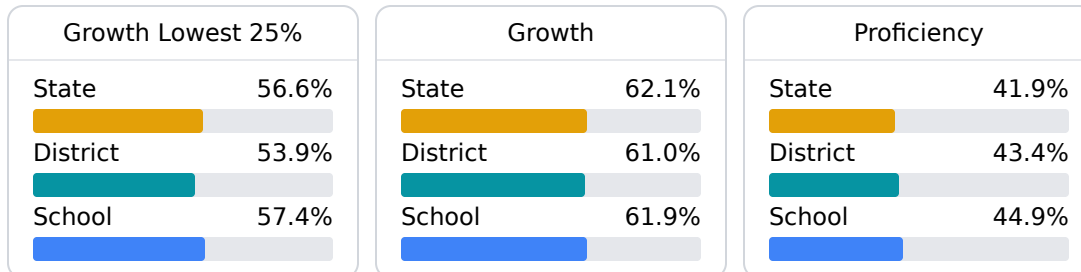 Growth Lowest 25%
State 56.6%
District 53.9%
School 57.4%
Growth
State 62.1%
District 61.0%
School 61.9%
Proficiency
State 41.9%
District 43.4%
School 44.9%